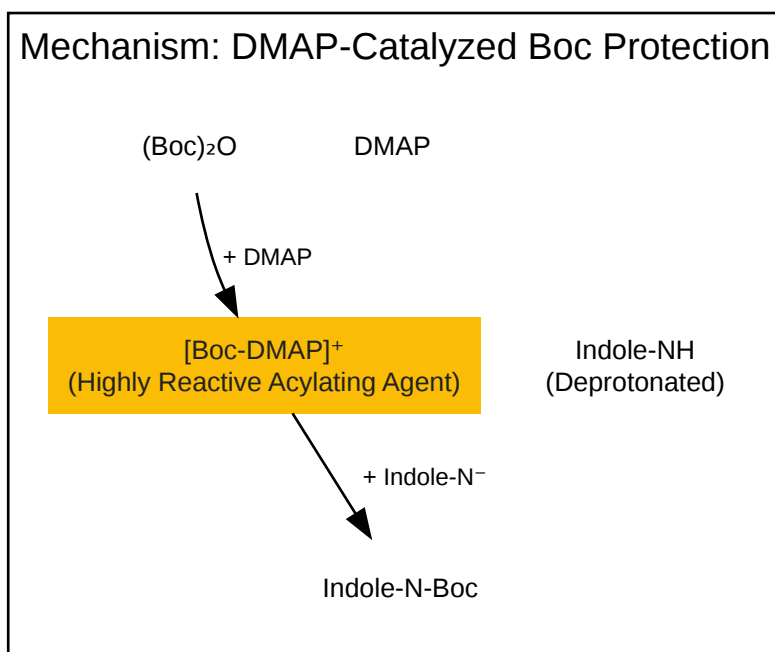 Mechanism: DMAP-Catalyzed Boc Protection
(Boc)₂O
DMAP
+ DMAP
[Boc-DMAP]⁺
(Highly Reactive Acylating Agent)
Indole-NH
(Deprotonated)
+ Indole-N⁻
Indole-N-Boc